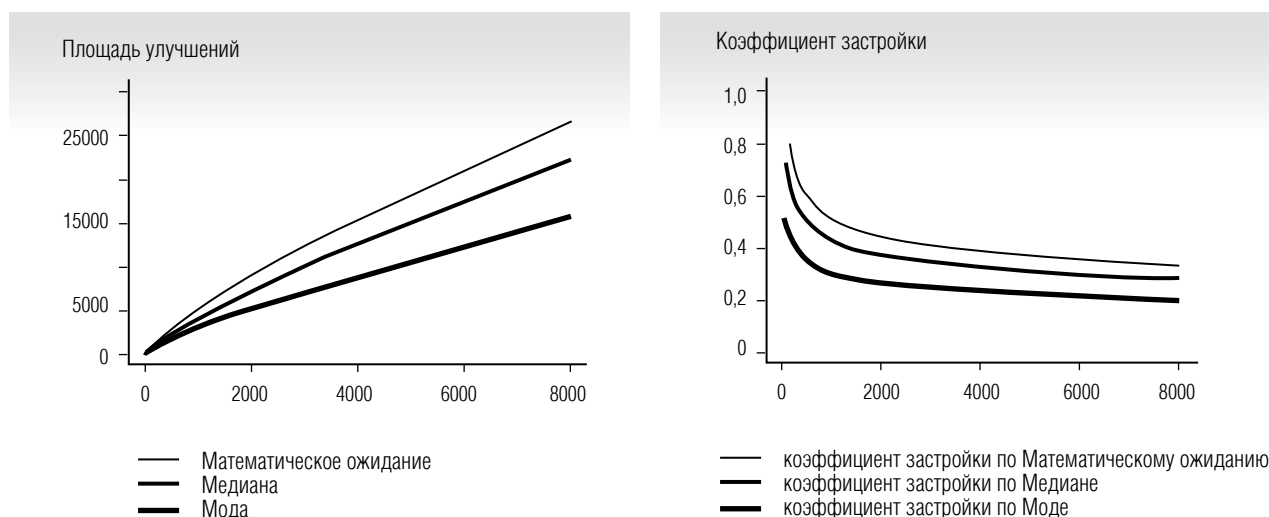 Площадь улучшений
25000
15000
5000
0
0 2000 4000 6000 8000
Математическое ожидание
Медиана
Мода
Коэффициент застройки
1,0
0,8
0,6
0,4
0,2
0
0 2000 4000 6000 8000
коэффициент застройки по Математическому ожиданию
коэффициент застройки по Медиане
коэффициент застройки по Моде